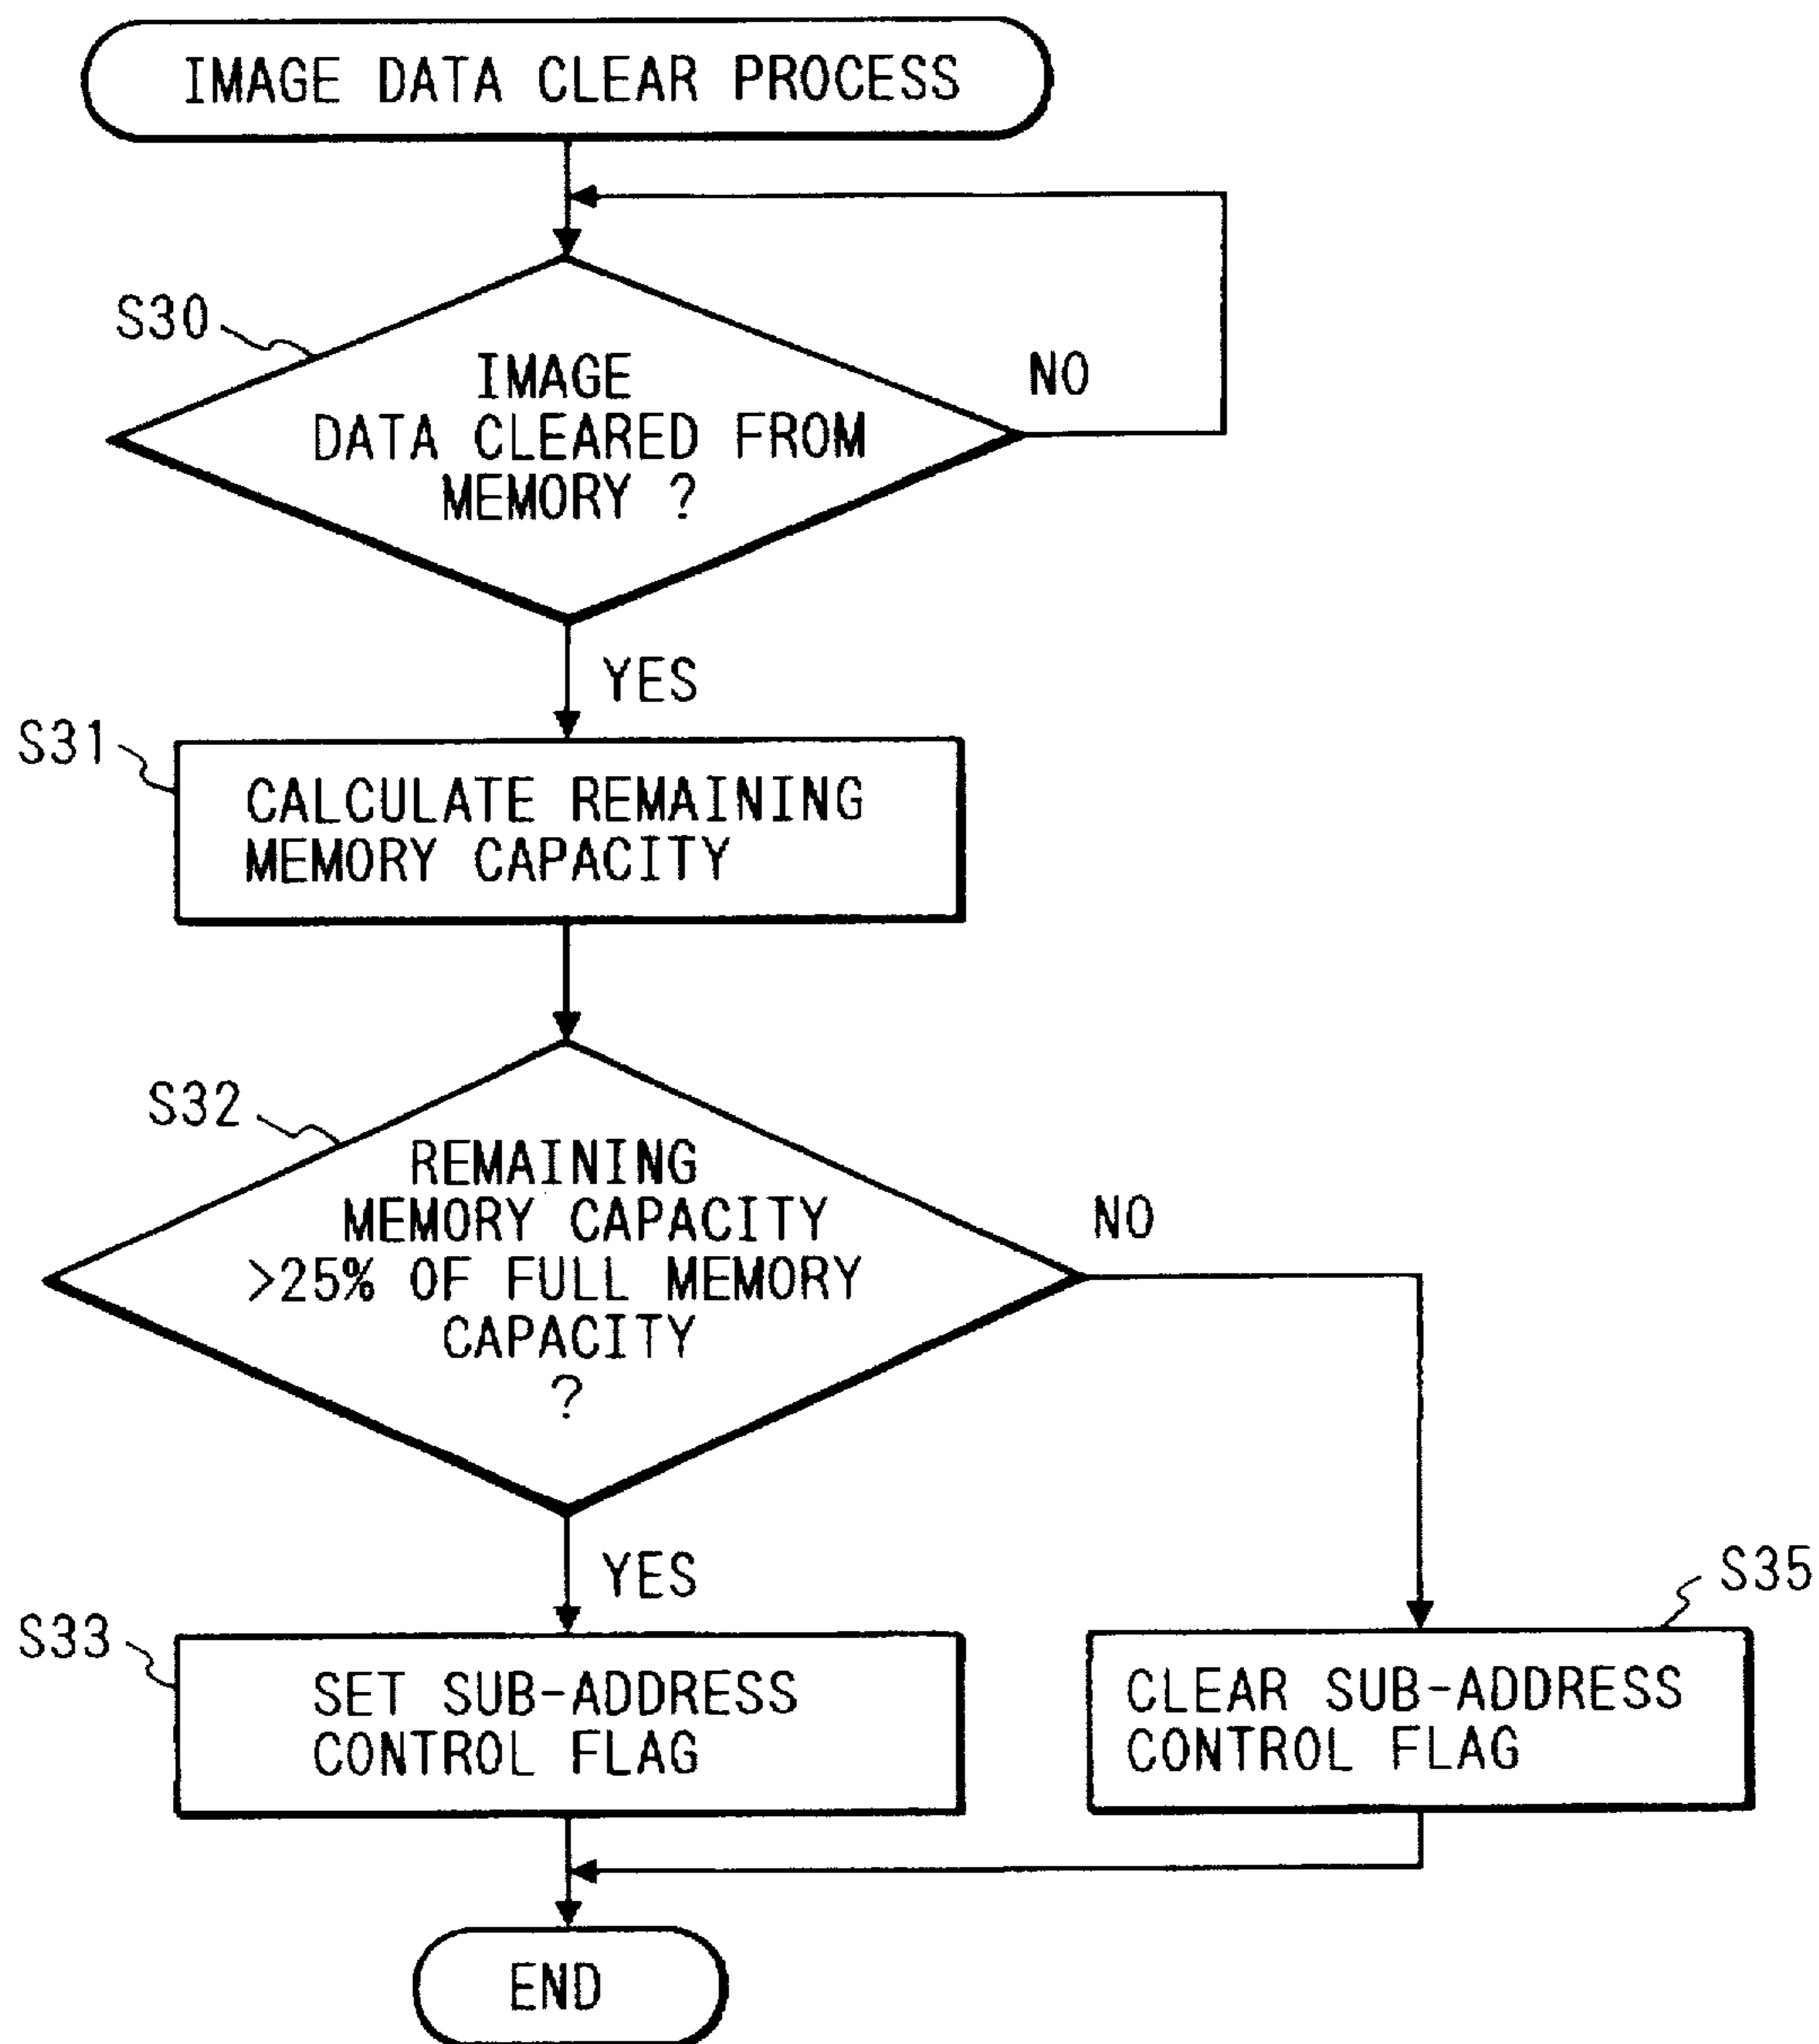 IMAGE DATA CLEAR PROCESS
S30
IMAGE
DATA CLEARED FROM
MEMORY ?
NO
YES
S31
CALCULATE REMAINING
MEMORY CAPACITY
S32
REMAINING
MEMORY CAPACITY
>25% OF FULL MEMORY
CAPACITY
?
NO
YES
S33
SET SUB-ADDRESS
CONTROL FLAG
S35
CLEAR SUB-ADDRESS
CONTROL FLAG
END